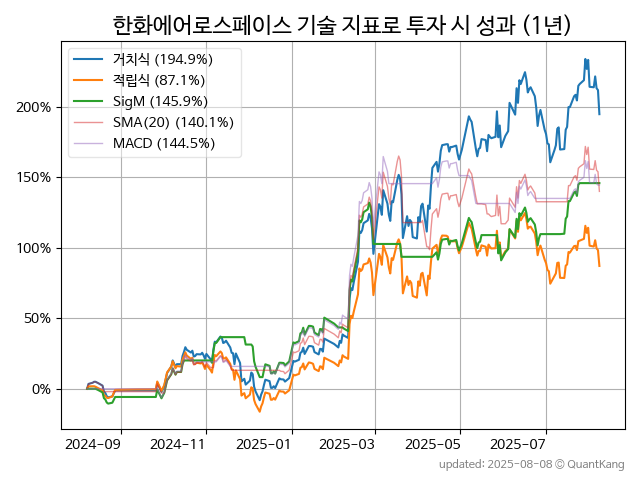 한화에어로스페이스 기술 지표로 투자 시 성과 (1년)
거치식 (194.9%)
적립식 (87.1%)
SigM (145.9%)
SMA(20) (140.1%)
MACD (144.5%)
200%
150%
100%
50%
0%
2024-09 2024-11 2025-01 2025-03 2025-05 2025-07
updated: 2025-08-08 © QuantKang